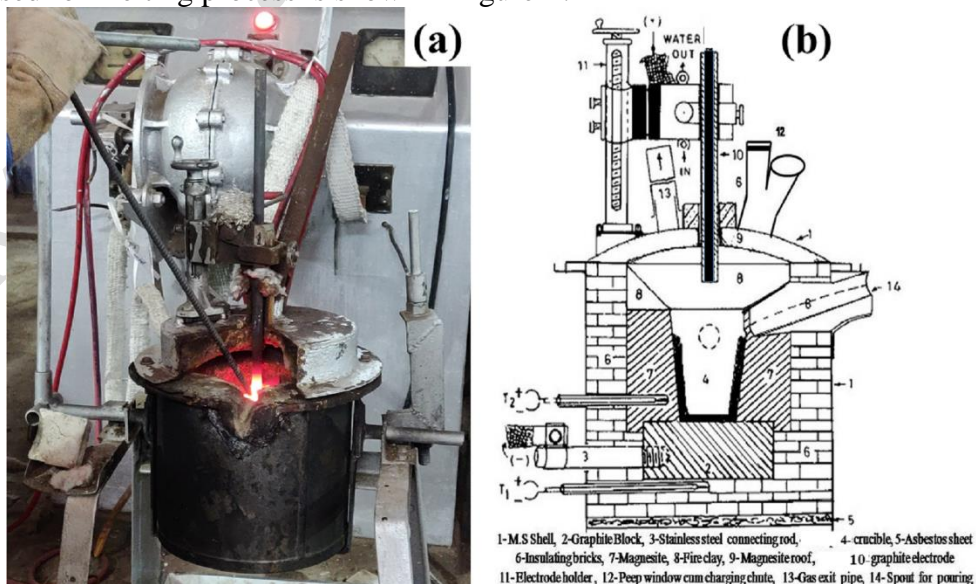 (a)
(b)
(+)
WATER
OUT
11
12
10
IN
13
6
9
1
8
8
8
14
6
7
4
7
1
T2 +
-
(-)
3
2
6
T1 +
-
5
1-M.S Shell, 2-Graphite Block, 3-Stainless steel connecting rod, 4- crucible, 5-Asbestos sheet
6-Insulating bricks, 7-Magnesite, 8-Fire clay, 9-Magnesite roof, 10-graphite electrode
11-Electrode holder, 12-Peep window cum charging chute, 13-Gas exit pipe, 14- Spout for pouring